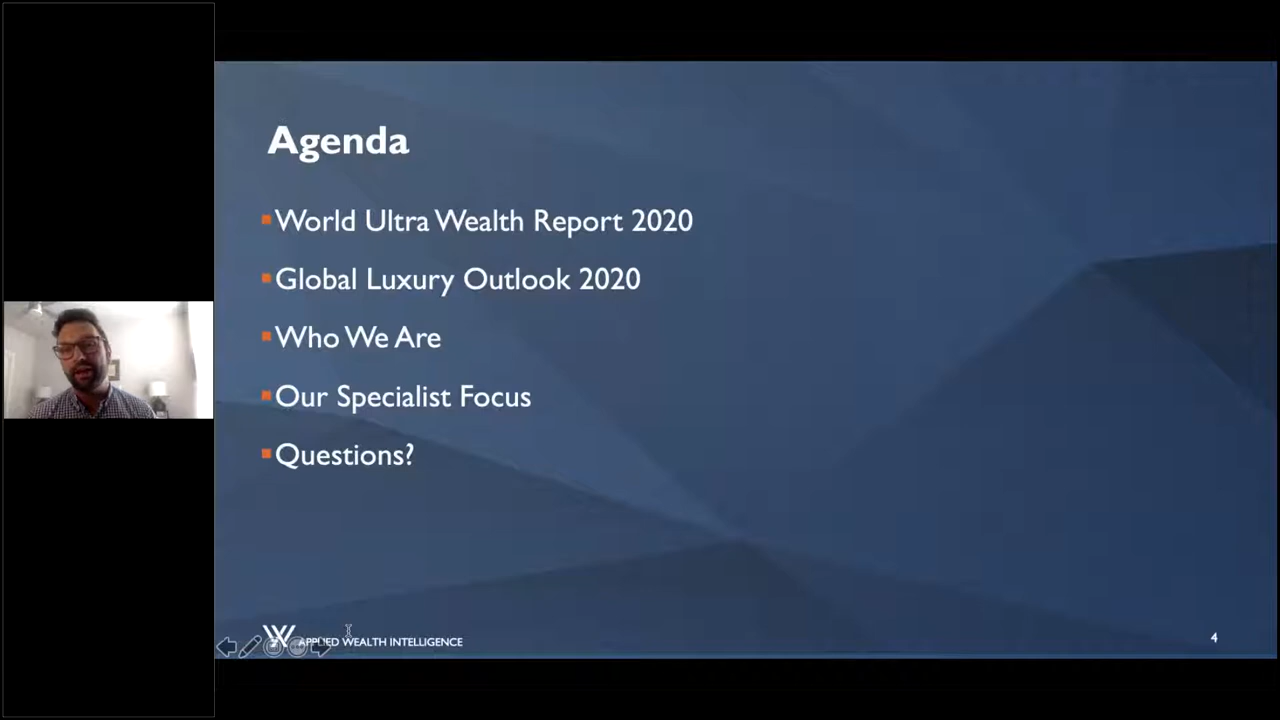 Agenda
World Ultra Wealth Report 2020
Global Luxury Outlook 2020
Who We Are
Our Specialist Focus
Questions?
APPLIED WEALTH INTELLIGENCE
4